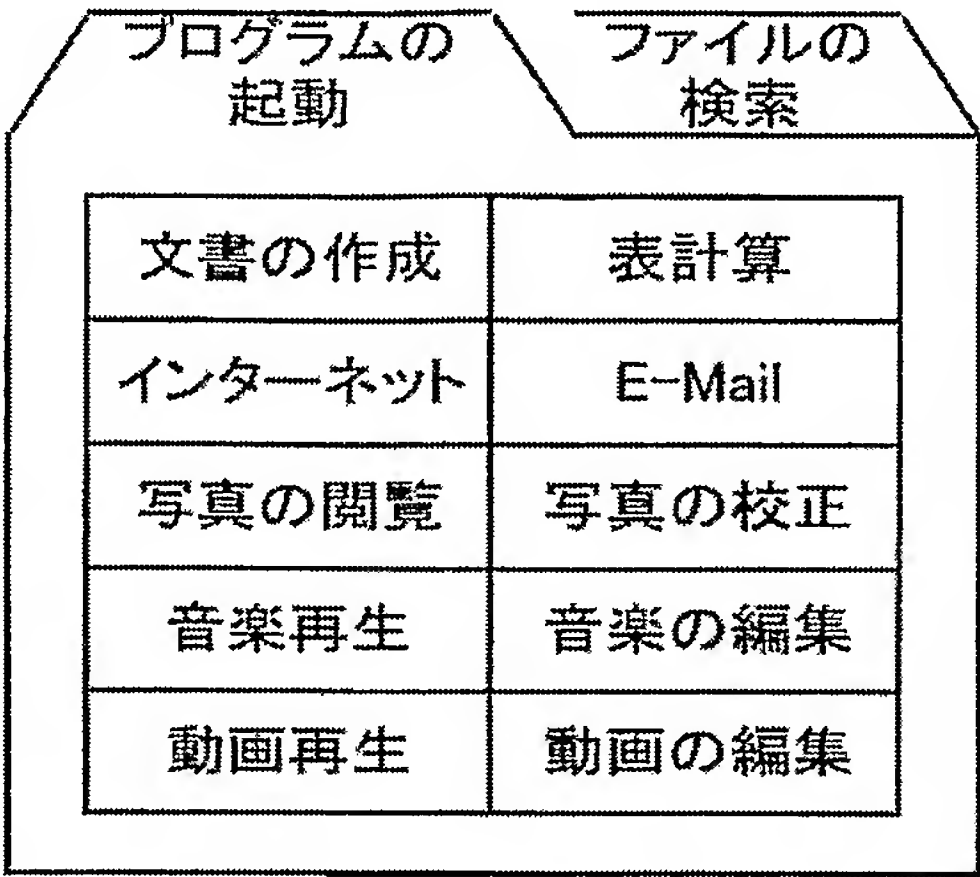 プログラムの
起動
ファイルの
検索
文書の作成
表計算
インターネット
E-Mail
写真の閲覧
写真の校正
音楽再生
音楽の編集
動画再生
動画の編集